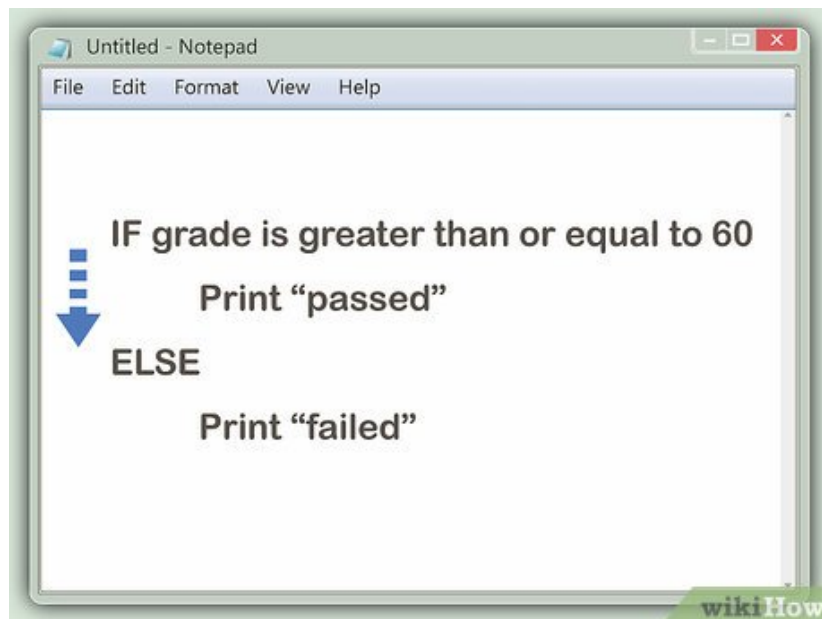 Untitled - Notepad
File Edit Format View Help
IF grade is greater than or equal to 60
Print “passed”
ELSE
Print “failed”
wikiHow